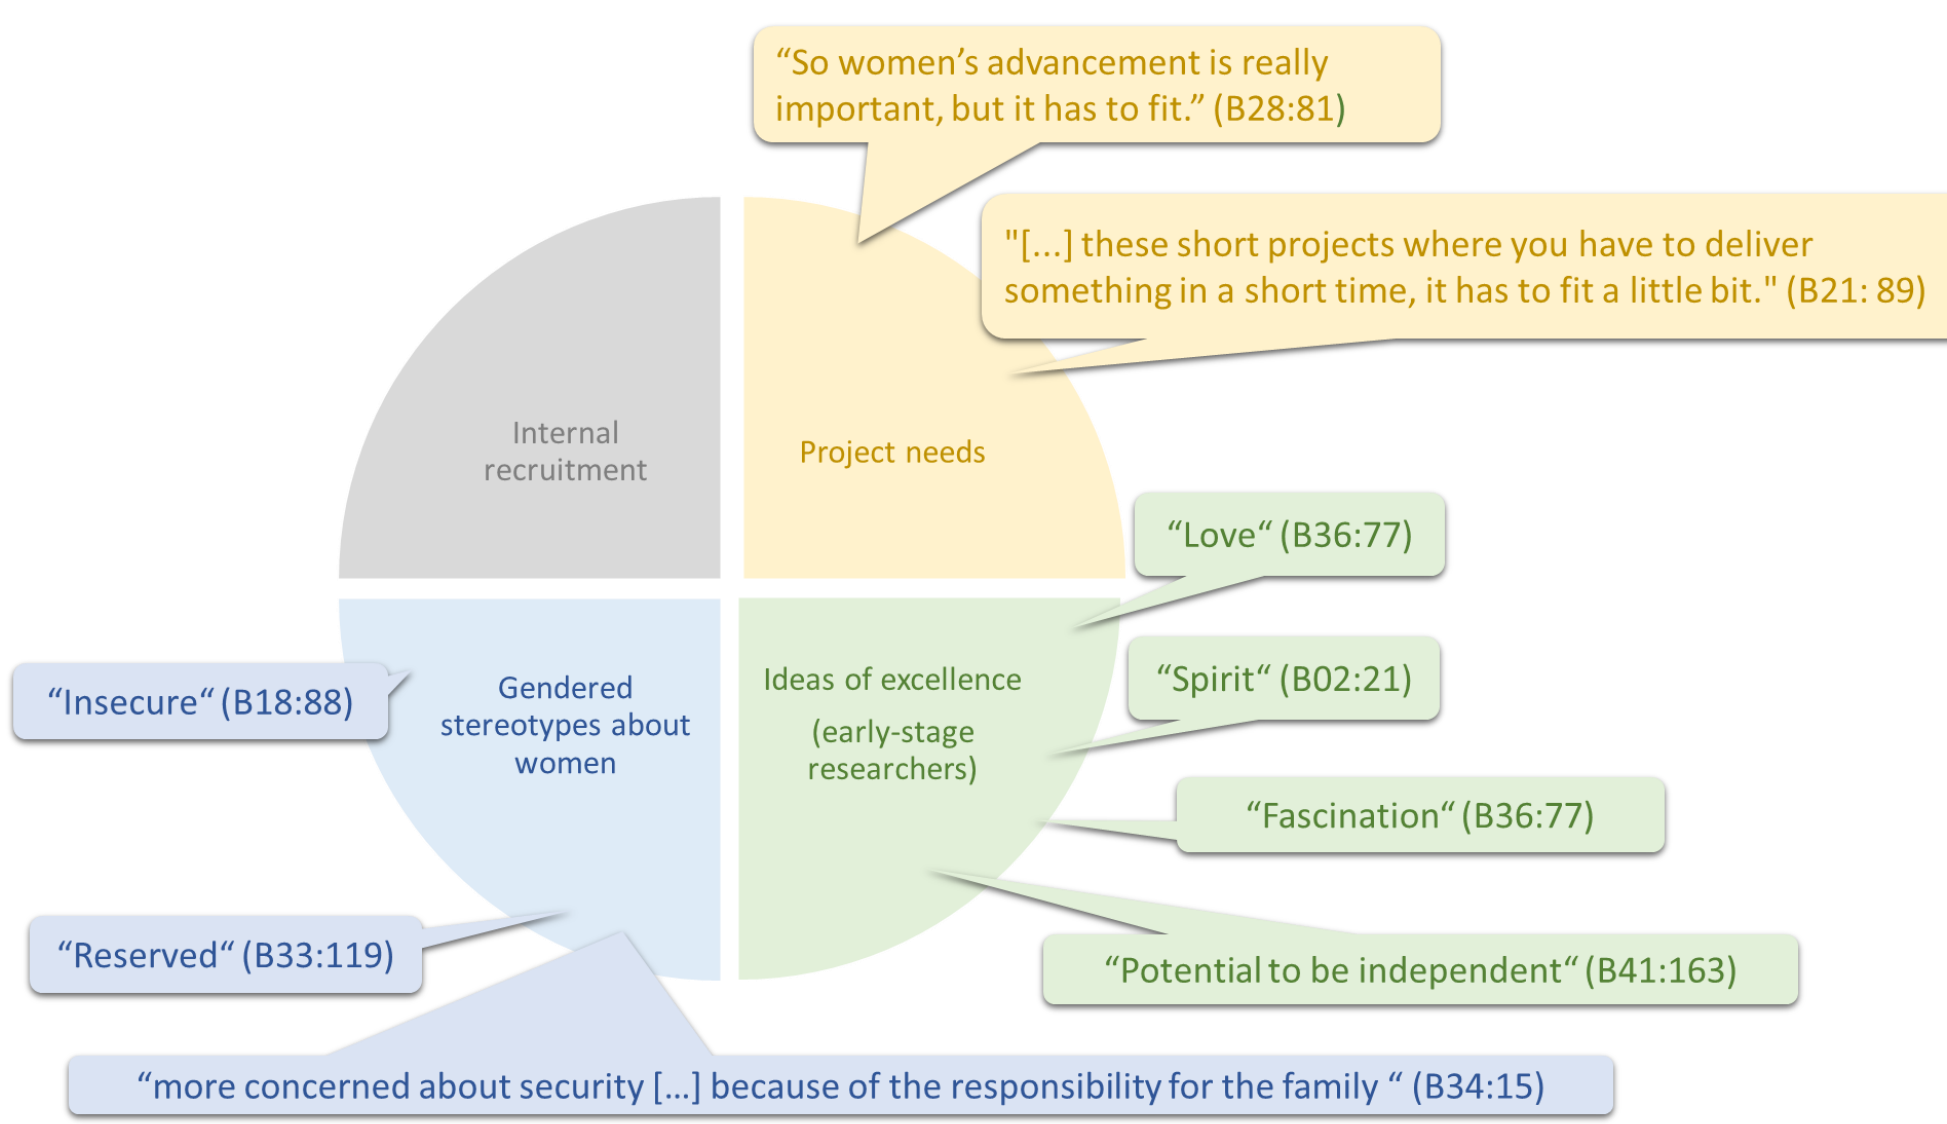 “So women’s advancement is really
important, but it has to fit.” (B28:81)
"[...] these short projects where you have to deliver
something in a short time, it has to fit a little bit." (B21: 89)
Internal
recruitment
Project needs
“Love“ (B36:77)
“Spirit“ (B02:21)
“Fascination“ (B36:77)
“Potential to be independent“ (B41:163)
Ideas of excellence
(early-stage
researchers)
Gendered
stereotypes about
women
“Insecure“ (B18:88)
“Reserved“ (B33:119)
“more concerned about security [...] because of the responsibility for the family “ (B34:15)